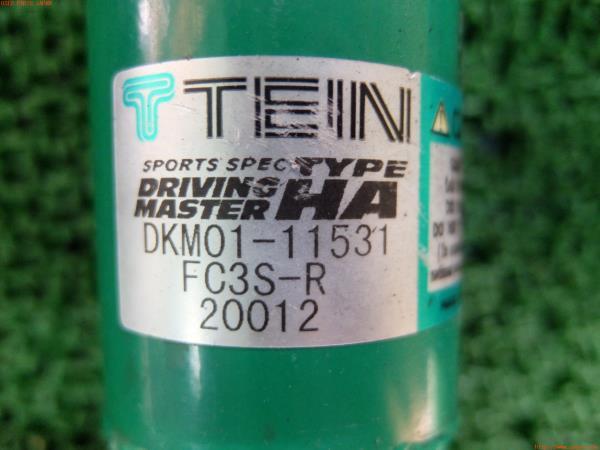 TEIN
SPORTS SPEC TYPE
DRIVING MASTER HA
DKM01-11531
FC3S-R
20012